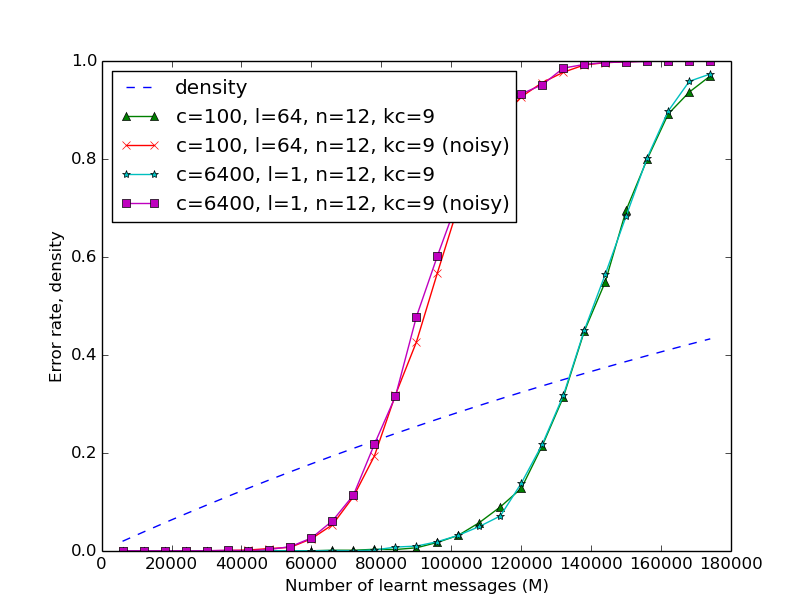 1.0
0.8
0.6
0.4
0.2
0.0
Error rate, density
density
c=100, l=64, n=12, kc=9
c=100, l=64, n=12, kc=9 (noisy)
c=6400, l=1, n=12, kc=9
c=6400, l=1, n=12, kc=9 (noisy)
0 20000 40000 60000 80000 100000 120000 140000 160000 180000
Number of learnt messages (M)